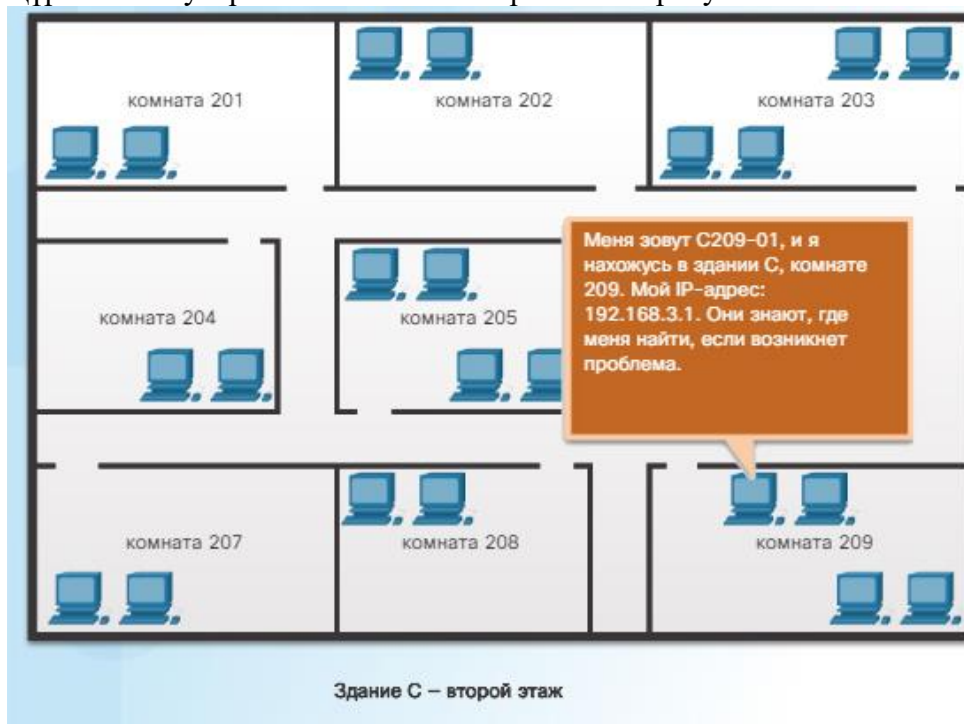 комната 201
комната 202
комната 203
Меня зовут C209-01, и я
нахожусь в здании С, комнате
209. Мой IP-адрес:
192.168.3.1. Они знают, где
меня найти, если возникнет
проблема.
комната 204
комната 205
комната 207
комната 208
комната 209
Здание С – второй этаж